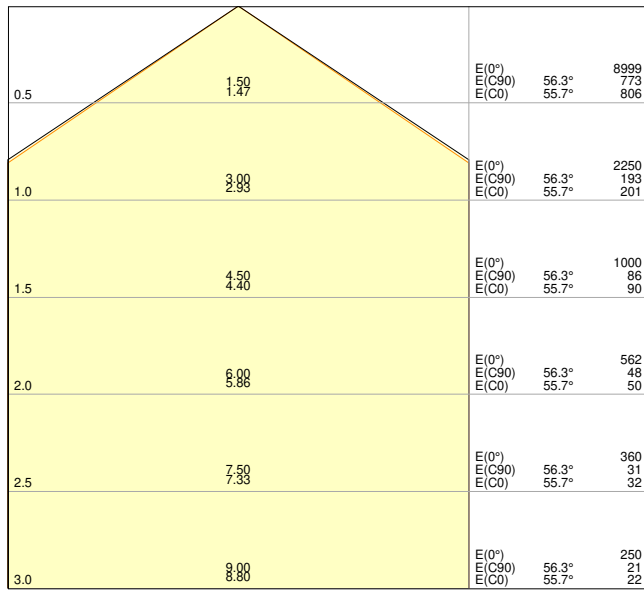 E(0°) 8999
1.50 E(C90) 56.3° 773
0.5 1.47 E(C0) 55.7° 806
E(0°) 2250
3.00 E(C90) 56.3° 193
1.0 2.93 E(C0) 55.7° 201
E(0°) 1000
4.50 E(C90) 56.3° 86
1.5 4.40 E(C0) 55.7° 90
E(0°) 562
6.00 E(C90) 56.3° 48
2.0 5.86 E(C0) 55.7° 50
E(0°) 360
7.50 E(C90) 56.3° 31
2.5 7.33 E(C0) 55.7° 32
E(0°) 250
9.00 E(C90) 56.3° 21
3.0 8.80 E(C0) 55.7° 22